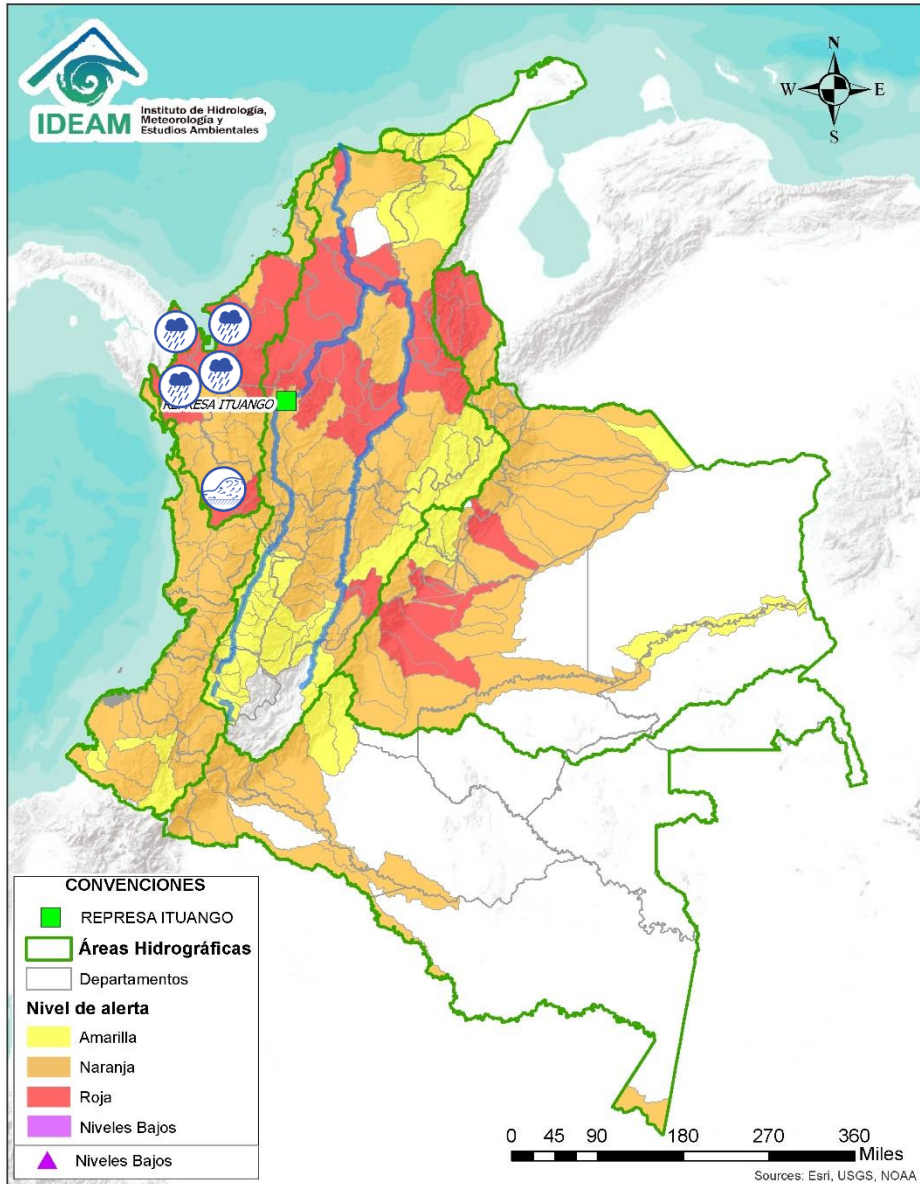 IDEAM
Instituto de Hidrología,
Meteorología y
Estudios Ambientales
N
W
E
S
REPRESA ITUANGO
CONVENCIONES
REPRESA ITUANGO
Áreas Hidrográficas
Departamentos
Nivel de alerta
Amarilla
Naranja
Roja
Niveles Bajos
Niveles Bajos
0 45 90 180 270 360
Miles
Sources: Esri, USGS, NOAA